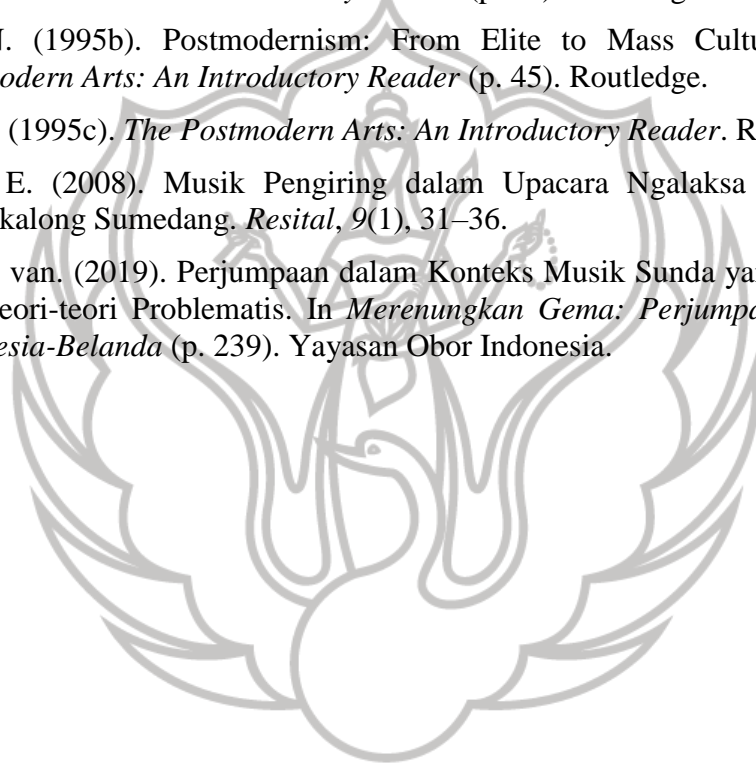 N. (1995b). Postmodernism: From Elite to Mass Cultu
odern Arts: An Introductory Reader (p. 45). Routledge.
(1995c). The Postmodern Arts: An Introductory Reader. R
E. (2008). Musik Pengiring dalam Upacara Ngalaksa
kalong Sumedang. Resital, 9(1), 31–36.
van. (2019). Perjumpaan dalam Konteks Musik Sunda ya
eori-teori Problematis. In Merenungkan Gema: Perjumpa
esia-Belanda (p. 239). Yayasan Obor Indonesia.